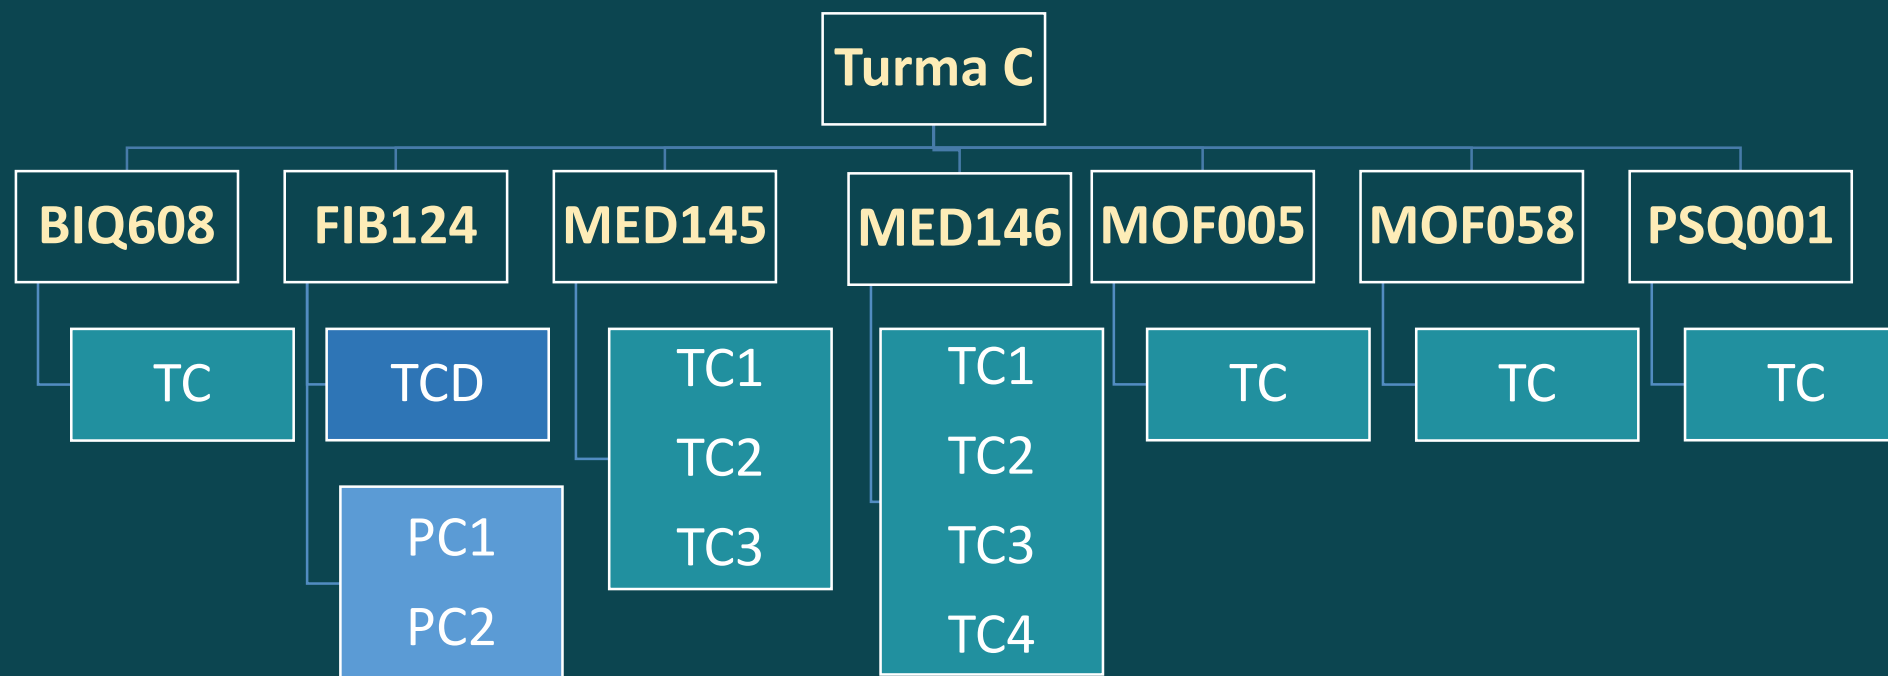 Turma C
BIQ608
FIB124
MED145
MED146
MOF005
MOF058
PSQ001
TC
TCD
PC1
PC2
TC1
TC2
TC3
TC1
TC2
TC3
TC4
TC
TC
TC